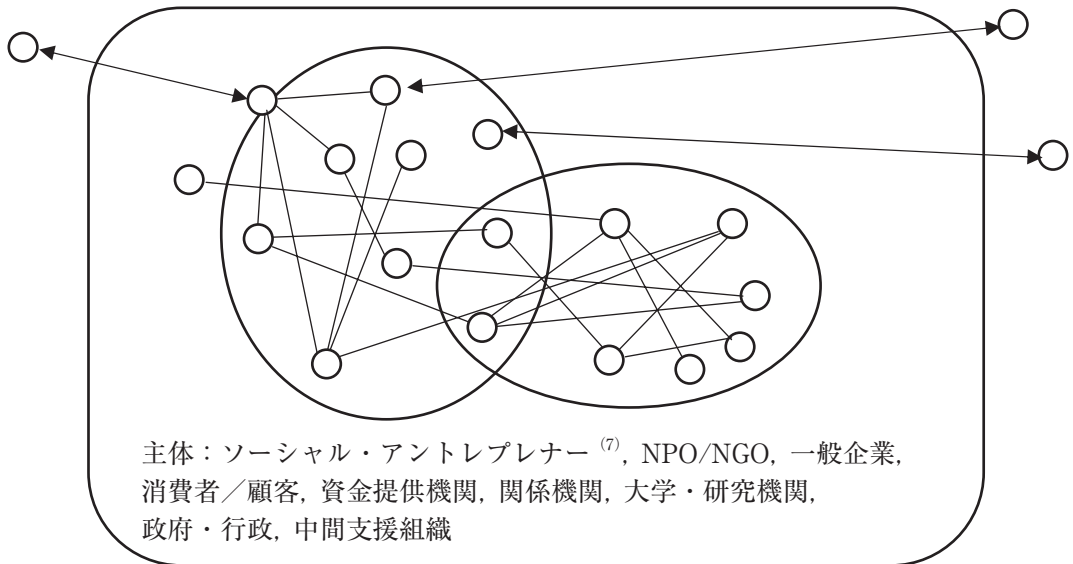 主体：ソーシャル・アントレプレナー (7), NPO/NGO, 一般企業,
消費者／顧客, 資金提供機関, 関係機関, 大学・研究機関,
政府・行政, 中間支援組織